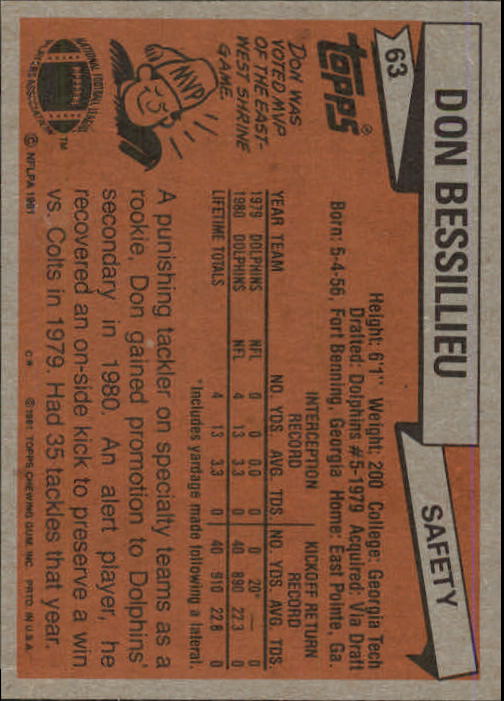 63
DON BESSILLIEU
SAFETY
topps®
Height: 6'1" Weight: 200 College: Georgia Tech
Drafted: Dolphins #5-1979 Acquired: Via Draft
Born: 5-4-56, Fort Benning, Georgia Home: East Pointe, Ga.
DON WAS
VOTED MVP
OF THE EAST-
WEST SHRINE
GAME.
MVP
INTERCEPTION RECORD KICKOFF RETURN RECORD
YEAR TEAM NO. YDS. AVG. TDS. NO. YDS. AVG. TDS.
1979 DOLPHINS NFL 0 0 0.0 0 0 20* — 0
1980 DOLPHINS NFL 4 13 3.3 0 40 890 22.3 0
LIFETIME TOTALS 4 13 3.3 0 40 910 22.8 0
*Includes yardage made following a lateral.
A punishing tackler on specialty teams as a
rookie, Don gained promotion to Dolphins'
secondary in 1980. An alert player, he
recovered an on-side kick to preserve a win
vs. Colts in 1979. Had 35 tackles that year.
NATIONAL FOOTBALL LEAGUE
PLAYERS
PLAYERS ASSOCIATION
™
© NFLPA 1981
C* © 1981 TOPPS CHEWING GUM, INC. PRTD. IN U.S.A.